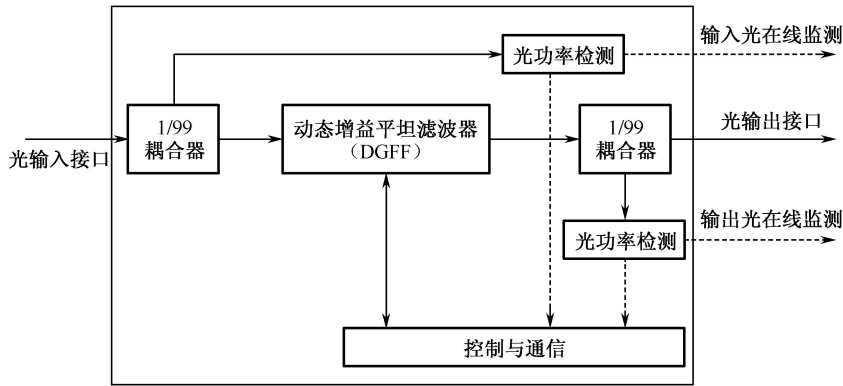 输入光在线监测
光功率检测
1/99
耦合器
动态增益平坦滤波器
（DGFF）
1/99
耦合器
光输出接口
光输入接口
输出光在线监测
光功率检测
控制与通信